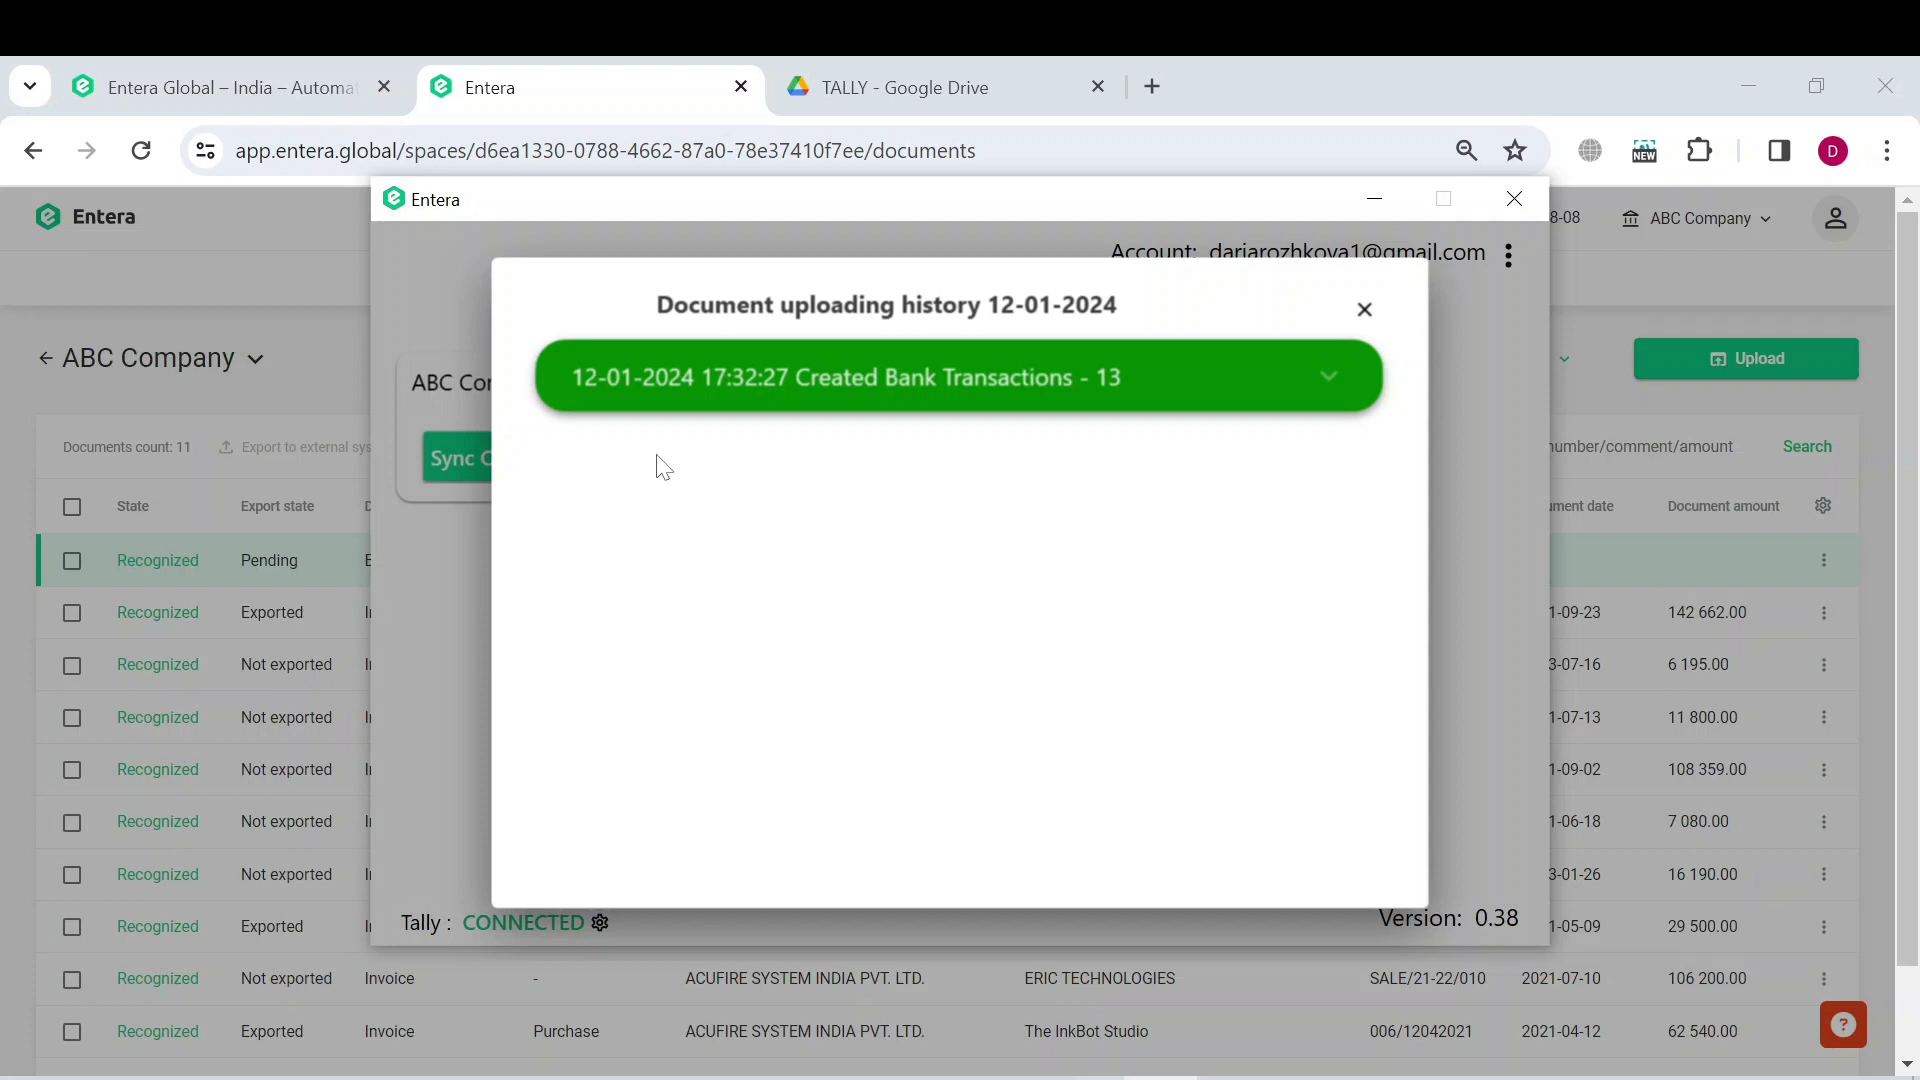 Entera Global – India – Automat
Entera
TALLY - Google Drive
app.entera.global/spaces/d6ea1330-0788-4662-87a0-78e37410f7ee/documents
NEW
D
Entera
Entera
8-08
ABC Company
Account: dariarozhkova1@gmail.com
Document uploading history 12-01-2024
12-01-2024 17:32:27 Created Bank Transactions - 13
ABC Company
Upload
ABC Co
Sync
Documents count: 11
Export to external sys
number/comment/amount
Search
State
Export state
ument date
Document amount
Recognized Pending
Recognized Exported 1-09-23 142 662.00
Recognized Not exported 3-07-16 6 195.00
Recognized Not exported 1-07-13 11 800.00
Recognized Not exported 1-09-02 108 359.00
Recognized Not exported 1-06-18 7 080.00
Recognized Not exported 3-01-26 16 190.00
Recognized Exported 1-05-09 29 500.00
Tally : CONNECTED
Version: 0.38
Recognized Not exported Invoice - ACUFIRE SYSTEM INDIA PVT. LTD. ERIC TECHNOLOGIES SALE/21-22/010 2021-07-10 106 200.00
Recognized Exported Invoice Purchase ACUFIRE SYSTEM INDIA PVT. LTD. The InkBot Studio 006/12042021 2021-04-12 62 540.00
?